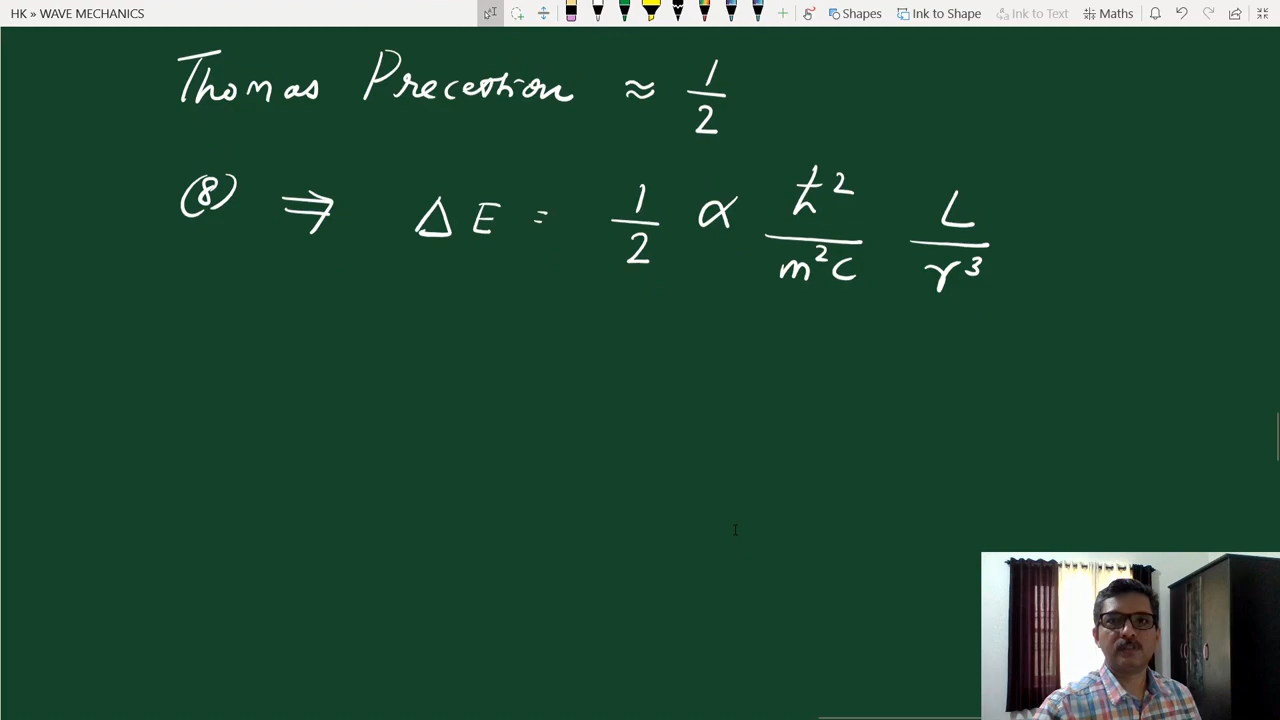 HK » WAVE MECHANICS
Shapes Ink to Shape Ink to Text Maths
Thomas Precession ≈ 1/2
(8) ⇒ ΔE = 1/2 α ℏ²/m²c L/r³